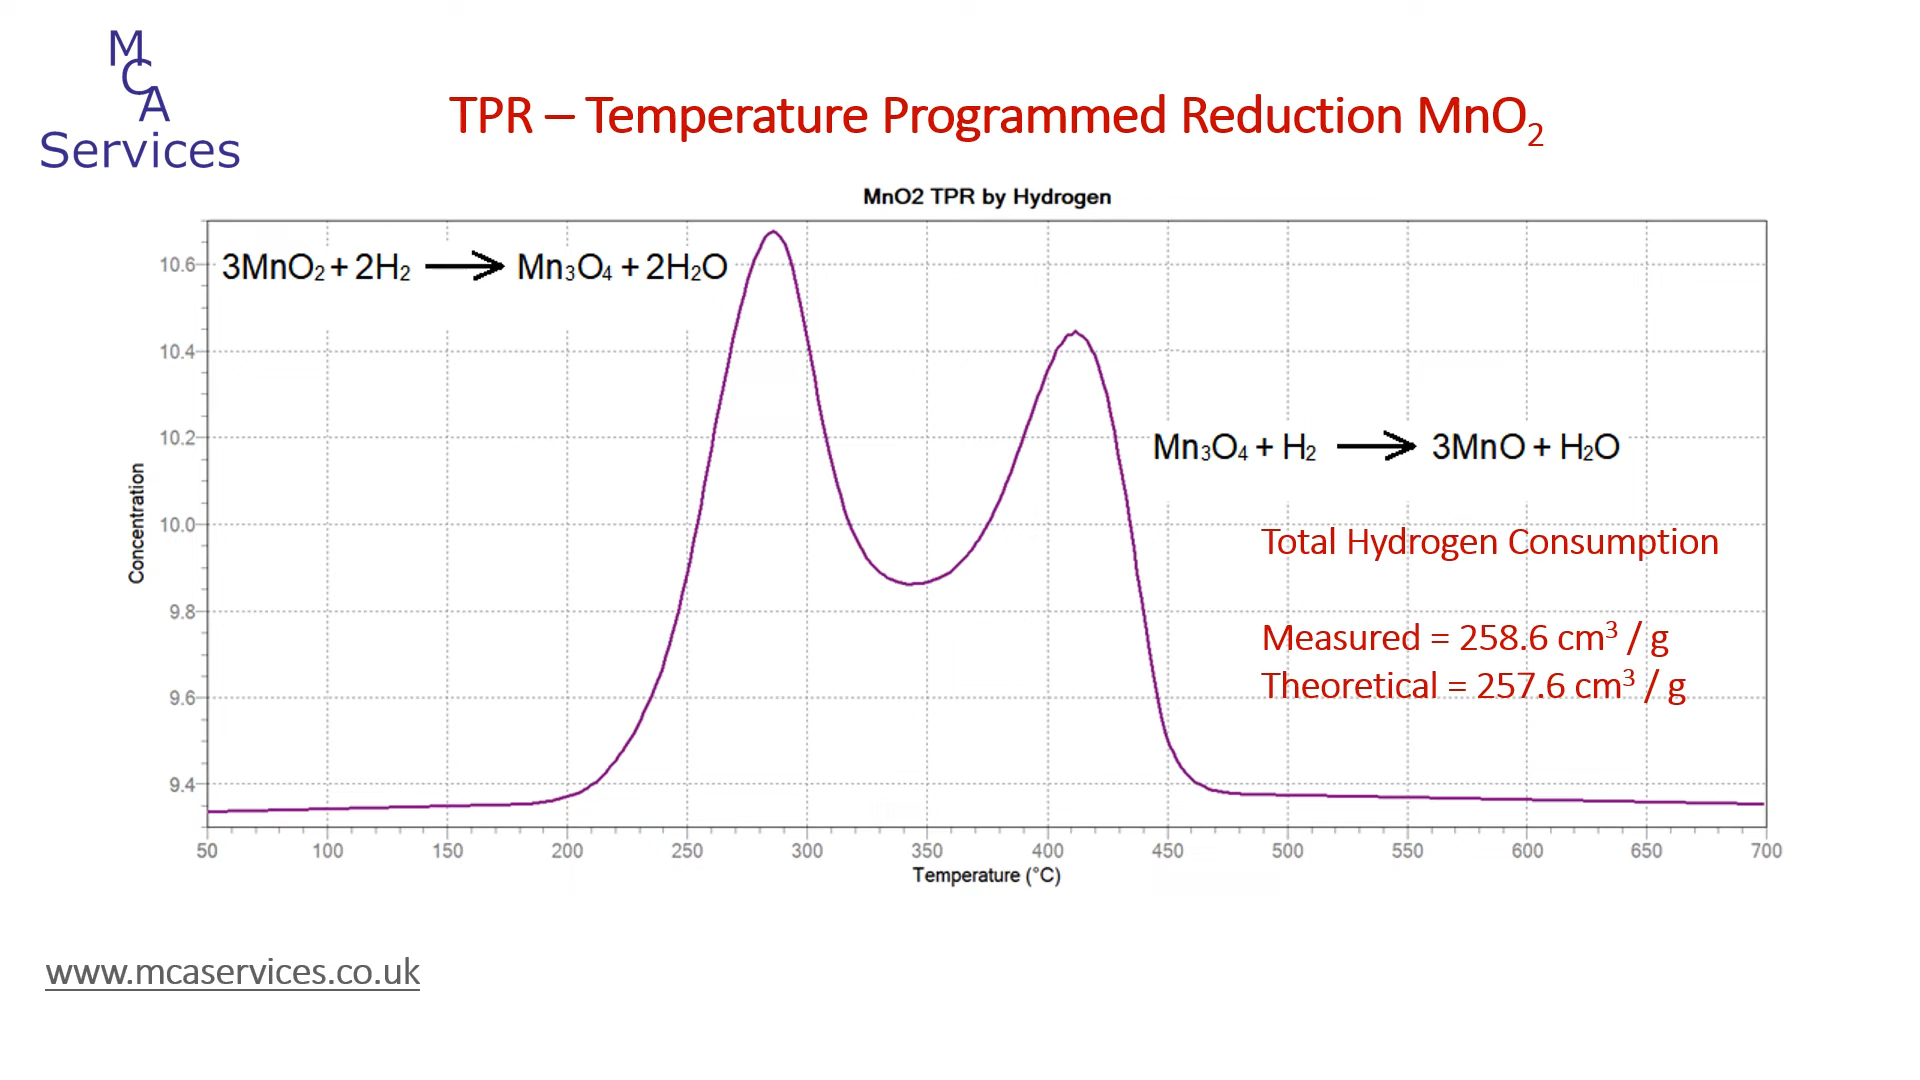 M
C
A
Services
TPR – Temperature Programmed Reduction MnO₂
MnO2 TPR by Hydrogen
3MnO₂ + 2H₂ ⟶ Mn₃O₄ + 2H₂O
Mn₃O₄ + H₂ ⟶ 3MnO + H₂O
Total Hydrogen Consumption
Measured = 258.6 cm³ / g
Theoretical = 257.6 cm³ / g
Concentration
10.6
10.4
10.2
10.0
9.8
9.6
9.4
50 100 150 200 250 300 350 400 450 500 550 600 650 700
Temperature (°C)
www.mcaservices.co.uk